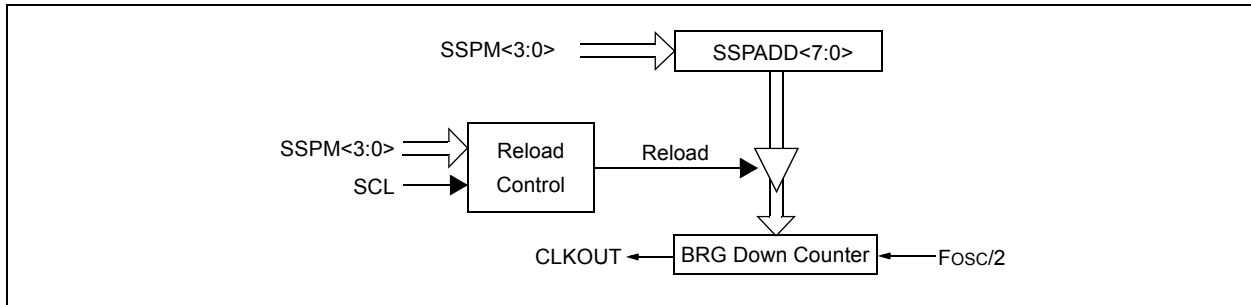 SSPM<3:0>
SSPADD<7:0>
SSPM<3:0>
SCL
Reload
Control
Reload
CLKOUT
BRG Down Counter
FOSC/2